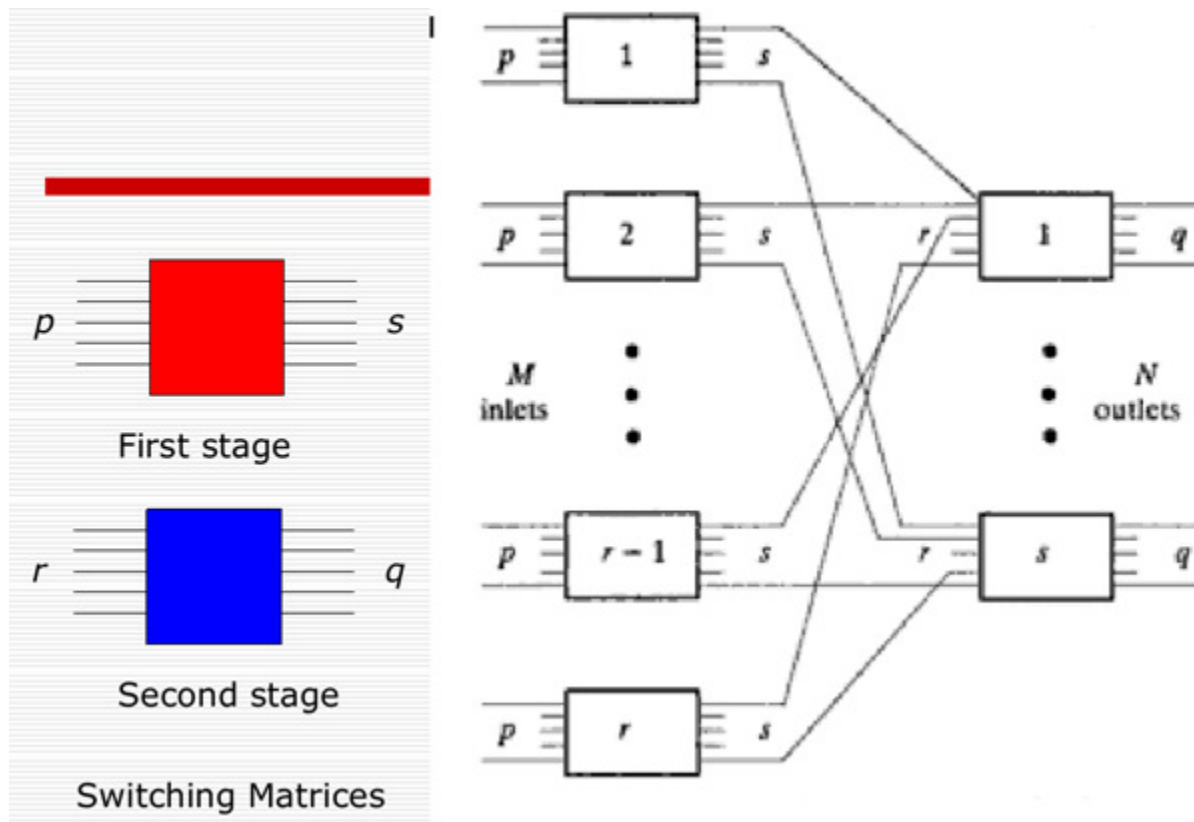 p
s
First stage
r
q
Second stage
Switching Matrices
p 1 s
p 2 s r 1 q
M
inlets
N
outlets
p r − 1 s r s q
p r s